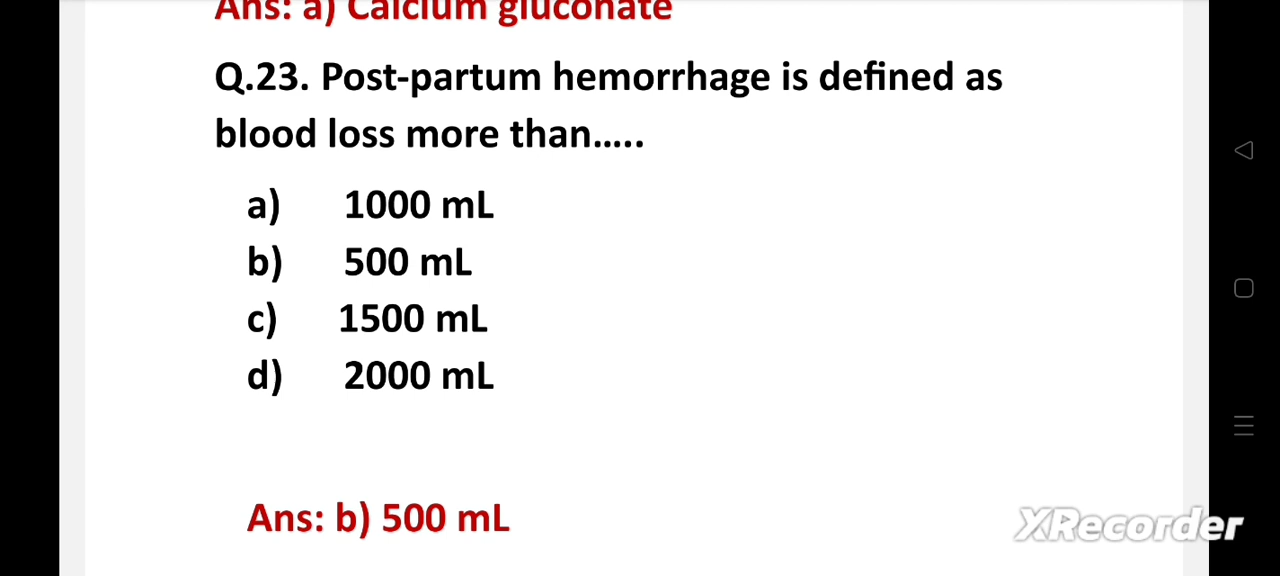 Ans: a) Calcium gluconate
Q.23. Post-partum hemorrhage is defined as
blood loss more than.....
a) 1000 mL
b) 500 mL
c) 1500 mL
d) 2000 mL
Ans: b) 500 mL
XRecorder